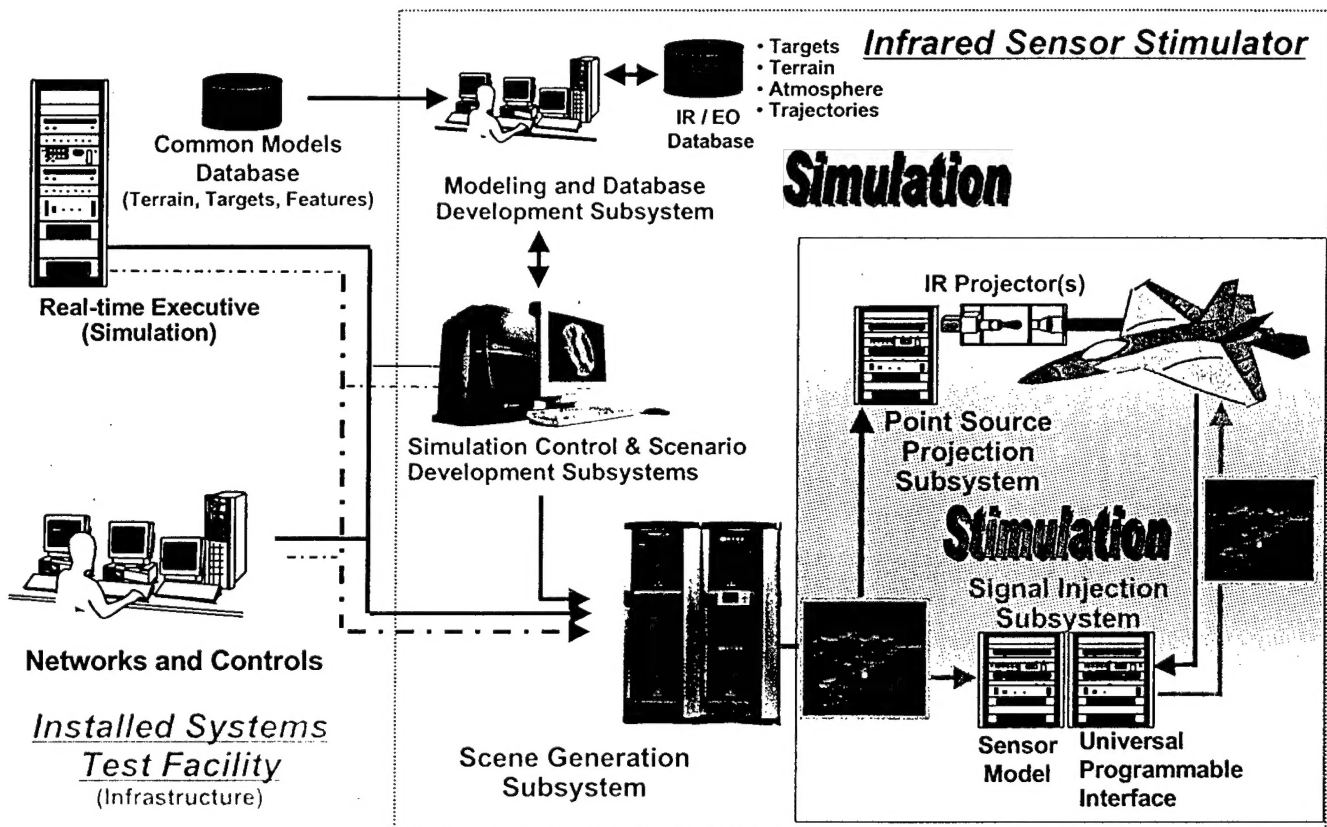 Infrared Sensor Stimulator
• Targets
• Terrain
• Atmosphere
• Trajectories
IR / EO
Database
Common Models
Database
(Terrain, Targets, Features)
Modeling and Database
Development Subsystem
Simulation
Real-time Executive
(Simulation)
IR Projector(s)
Simulation Control & Scenario
Development Subsystems
Point Source
Projection
Subsystem
Stimulation
Signal Injection
Subsystem
Networks and Controls
Installed Systems
Test Facility
(Infrastructure)
Scene Generation
Subsystem
Sensor
Model
Universal
Programmable
Interface